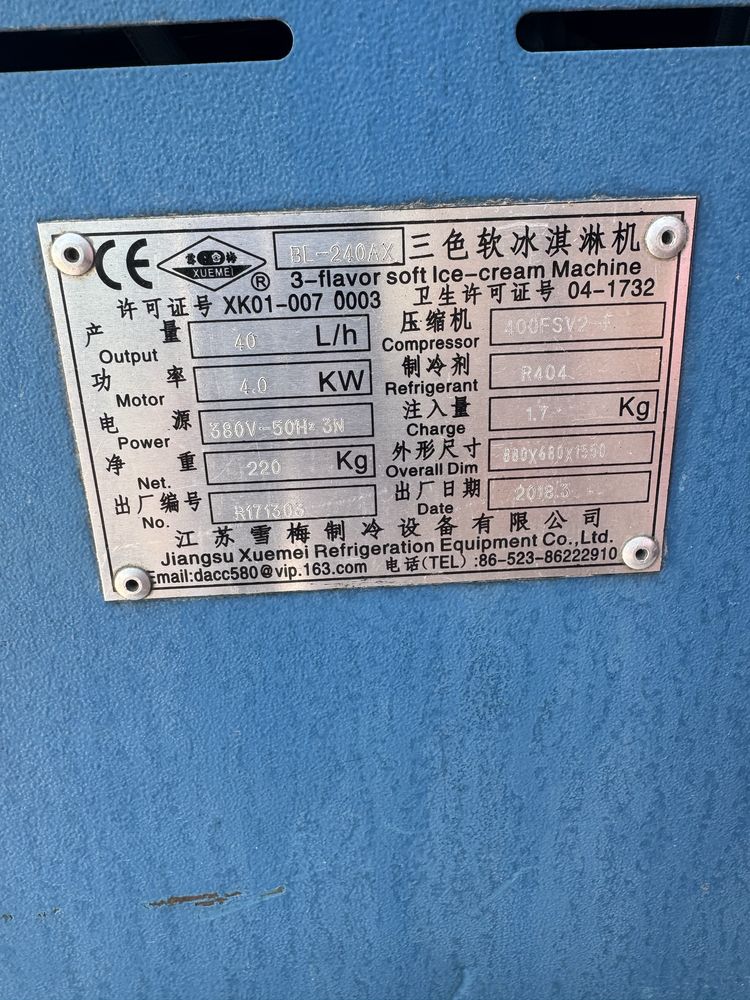 CE XUEMEI ® BL-240AX 三色软冰淇淋机
3-flavor soft Ice-cream Machine
许可证号 XK01-007 0003 卫生许可证号 04-1732
产量 Output 40 L/h 压缩机 Compressor 400FSV2-
功率 Motor 4.0 KW 制冷剂 Refrigerant R404
电源 Power 380V-50Hz 3N 注入量 Charge 1.7 Kg
净重 Net. 220 Kg 外形尺寸 Overall Dim 880X680X1550
出厂编号 No. R171303 出厂日期 Date 2018.3
江苏雪梅制冷设备有限公司
Jiangsu Xuemei Refrigeration Equipment Co.,Ltd.
Email:dacc580@vip.163.com 电话(TEL):86-523-86222910